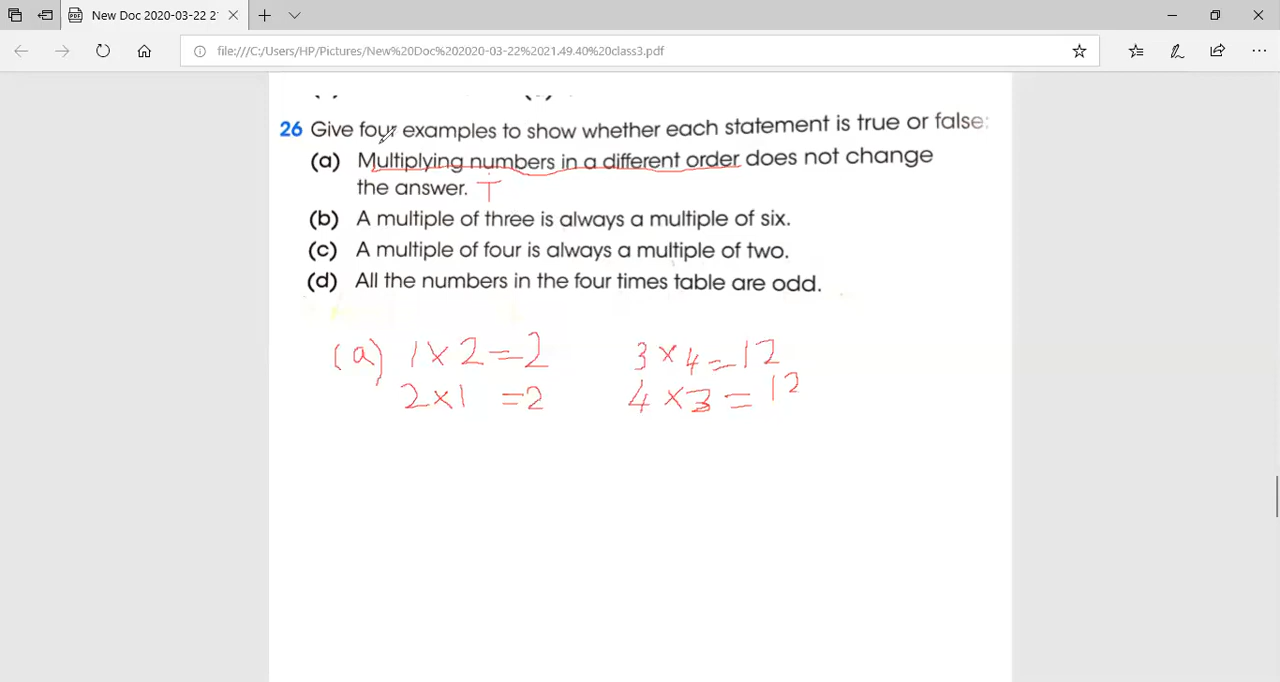 New Doc 2020-03-22 2
file:///C:/Users/HP/Pictures/New%20Doc%202020-03-22%2021.49.40%20class3.pdf
26 Give four examples to show whether each statement is true or false:
(a) Multiplying numbers in a different order does not change
the answer. T
(b) A multiple of three is always a multiple of six.
(c) A multiple of four is always a multiple of two.
(d) All the numbers in the four times table are odd.
(a) 1 × 2 = 2 3 × 4 = 12
2 × 1 = 2 4 × 3 = 12